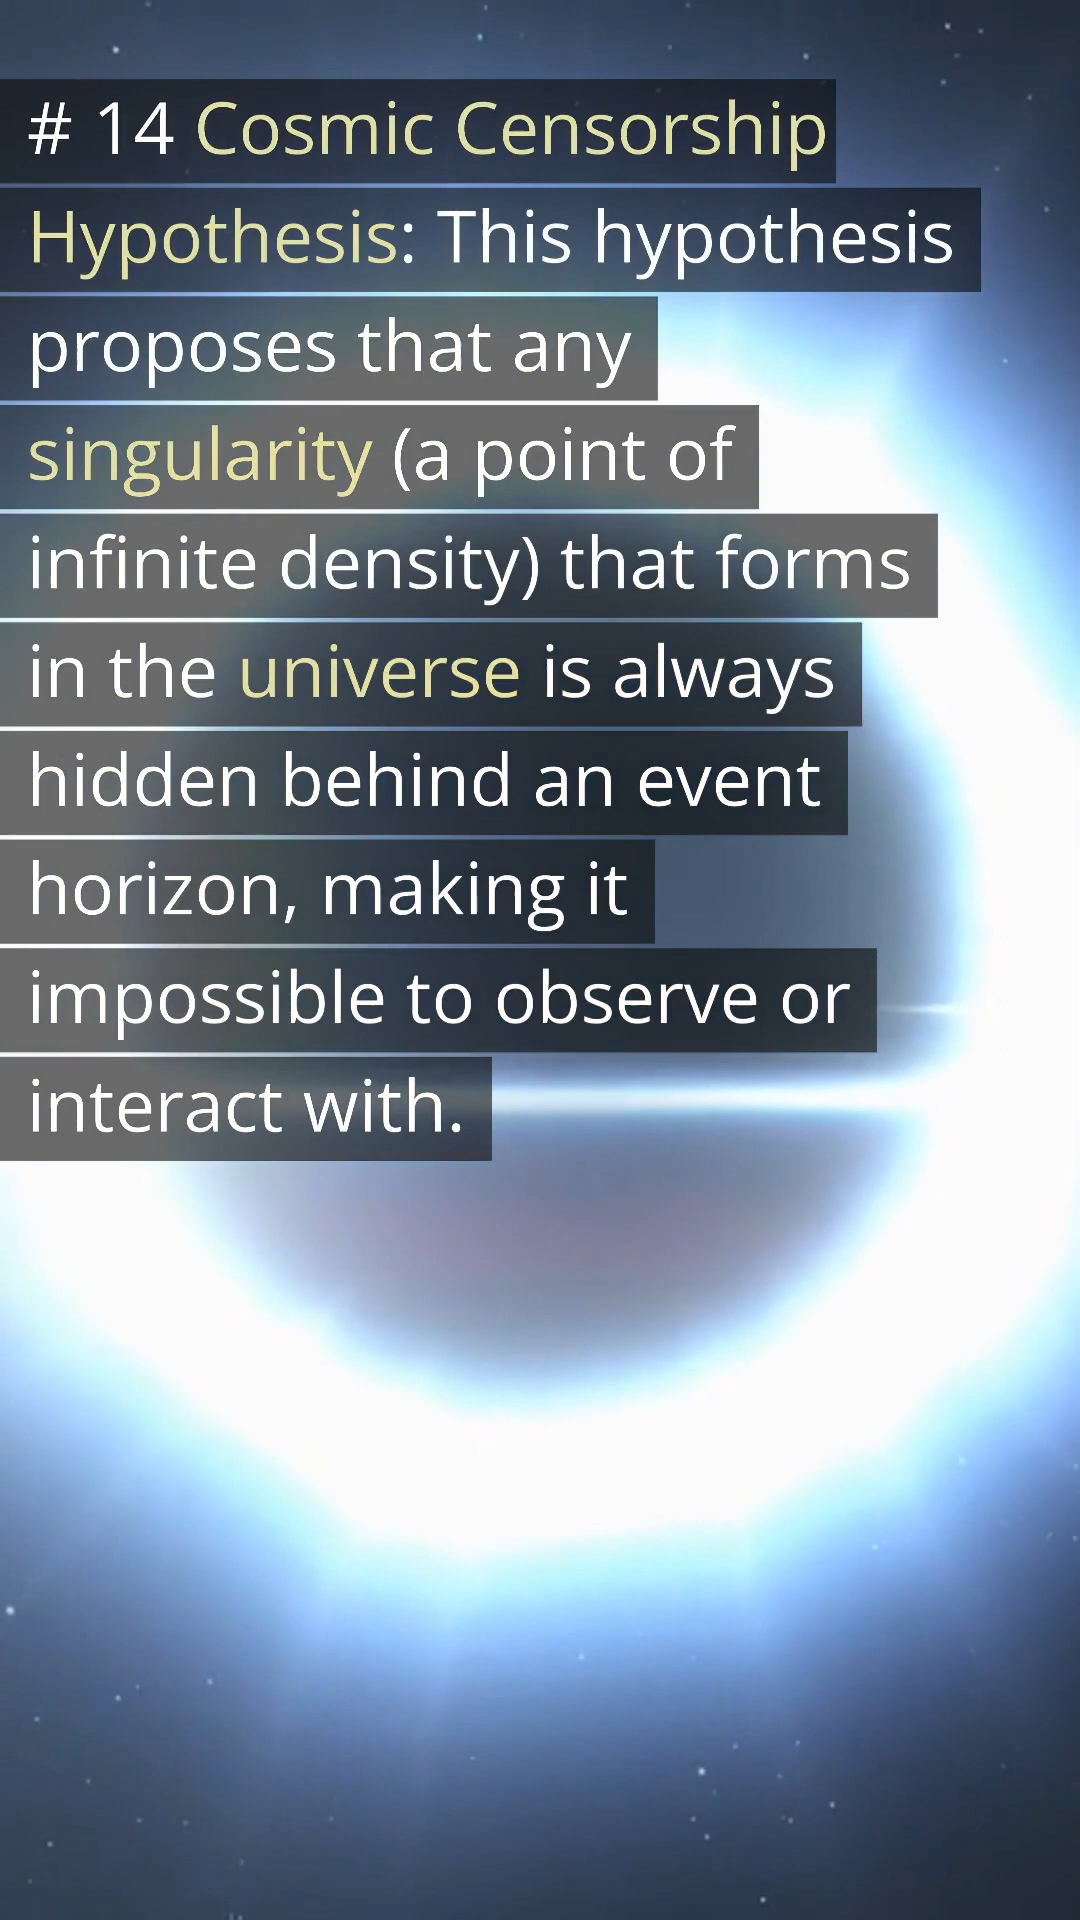 # 14 Cosmic Censorship
Hypothesis: This hypothesis
proposes that any
singularity (a point of
infinite density) that forms
in the universe is always
hidden behind an event
horizon, making it
impossible to observe or
interact with.